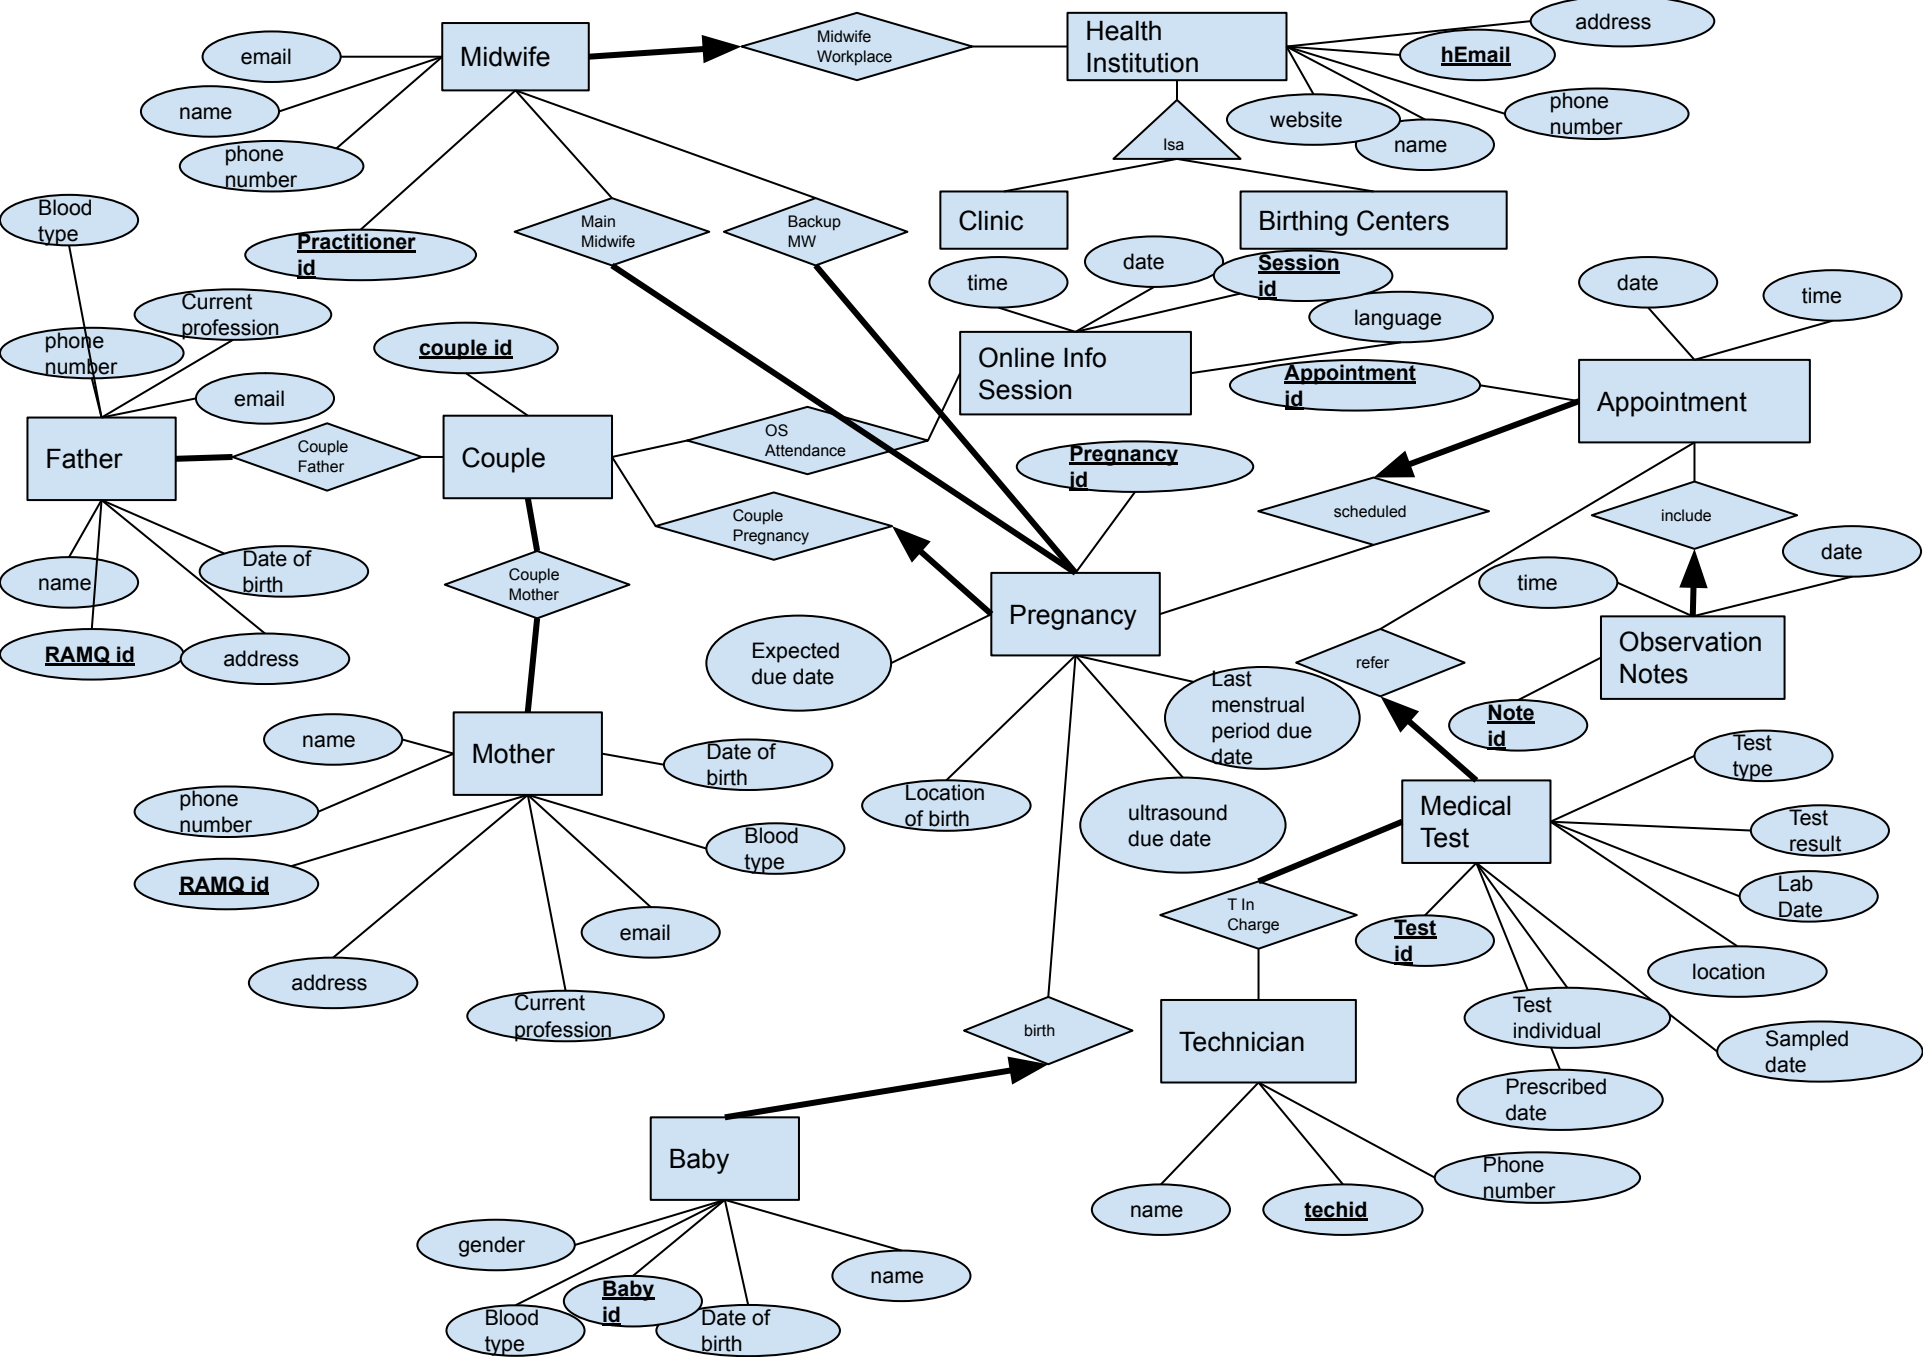 address
Health
Institution
Midwife
Workplace
Midwife
email
hEmail
name
phone
number
website
phone
number
Isa
name
Blood
type
Practitioner
id
Main
Midwife
Backup
MW
Clinic
Birthing Centers
date
Session
id
time
date
time
Current
profession
language
phone
number
couple id
Online Info
Session
Appointment
id
Appointment
email
Father
Couple
Father
Couple
OS
Attendance
Pregnancy
id
Couple
Pregnancy
scheduled
include
date
time
name
Date of
birth
Couple
Mother
Pregnancy
Observation
Notes
RAMQ id
address
Expected
due date
refer
Last
menstrual
period due
date
Note
id
name
Mother
Date of
birth
Test
type
phone
number
Location
of birth
ultrasound
due date
Medical
Test
Test
result
Blood
type
RAMQ id
Lab
Date
T In
Charge
Test
id
email
location
address
Current
profession
birth
Technician
Test
individual
Sampled
date
Prescribed
date
Baby
Phone
number
name
techid
gender
name
Baby
id
Blood
type
Date of
birth